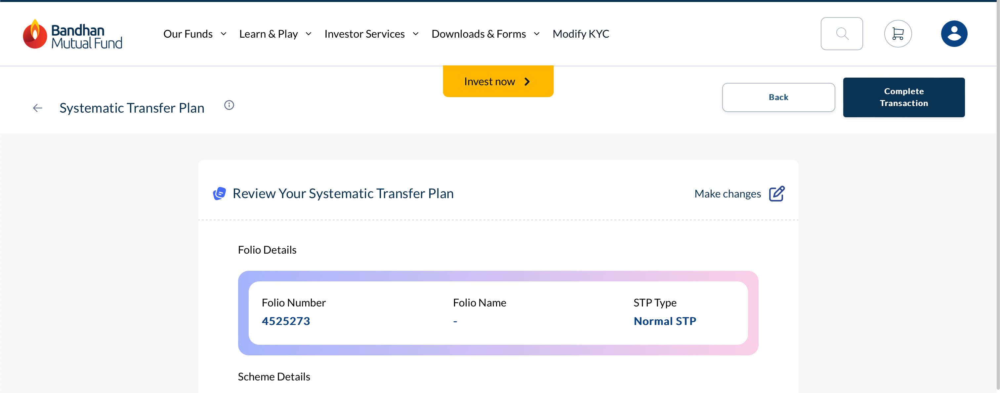 Bandhan
Mutual Fund
Our Funds
Learn & Play
Investor Services
Downloads & Forms
Modify KYC
Invest now
Systematic Transfer Plan
Back
Complete
Transaction
Review Your Systematic Transfer Plan
Make changes
Folio Details
Folio Number
Folio Name
STP Type
4525273
-
Normal STP
Scheme Details